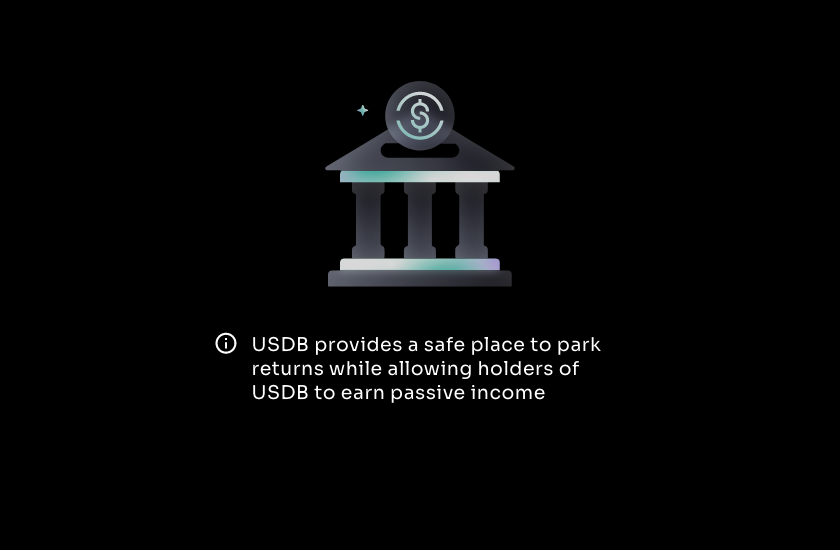 USDB provides a safe place to park
returns while allowing holders of
USDB to earn passive income